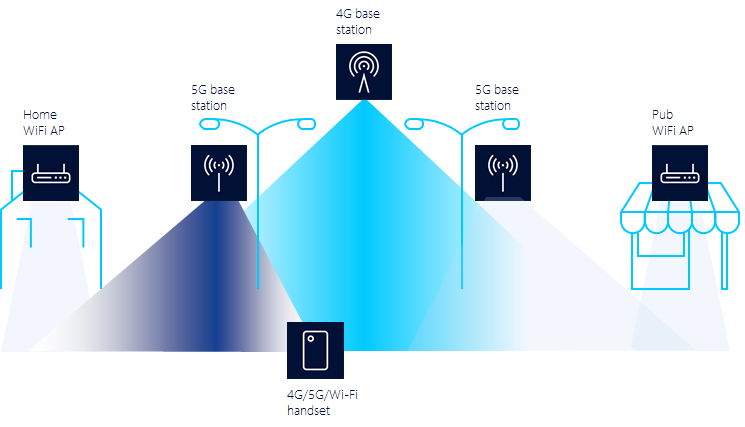 4G base
station
5G base
station
5G base
station
Home
WiFi AP
Pub
WiFi AP
4G/5G/Wi-Fi
handset